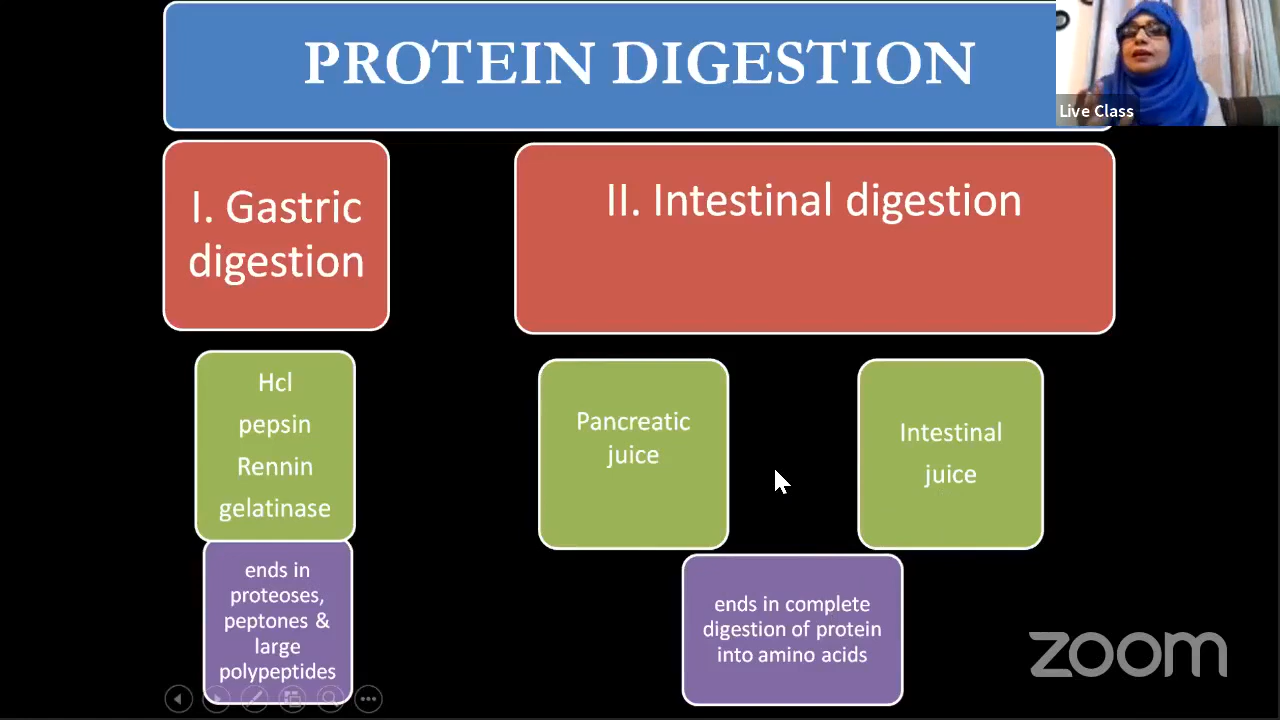 PROTEIN DIGESTION
Live Class
I. Gastric
digestion
II. Intestinal digestion
Hcl
pepsin
Rennin
gelatinase
Pancreatic
juice
Intestinal
juice
ends in
proteoses,
peptones &
large
polypeptides
ends in complete
digestion of protein
into amino acids
zoom